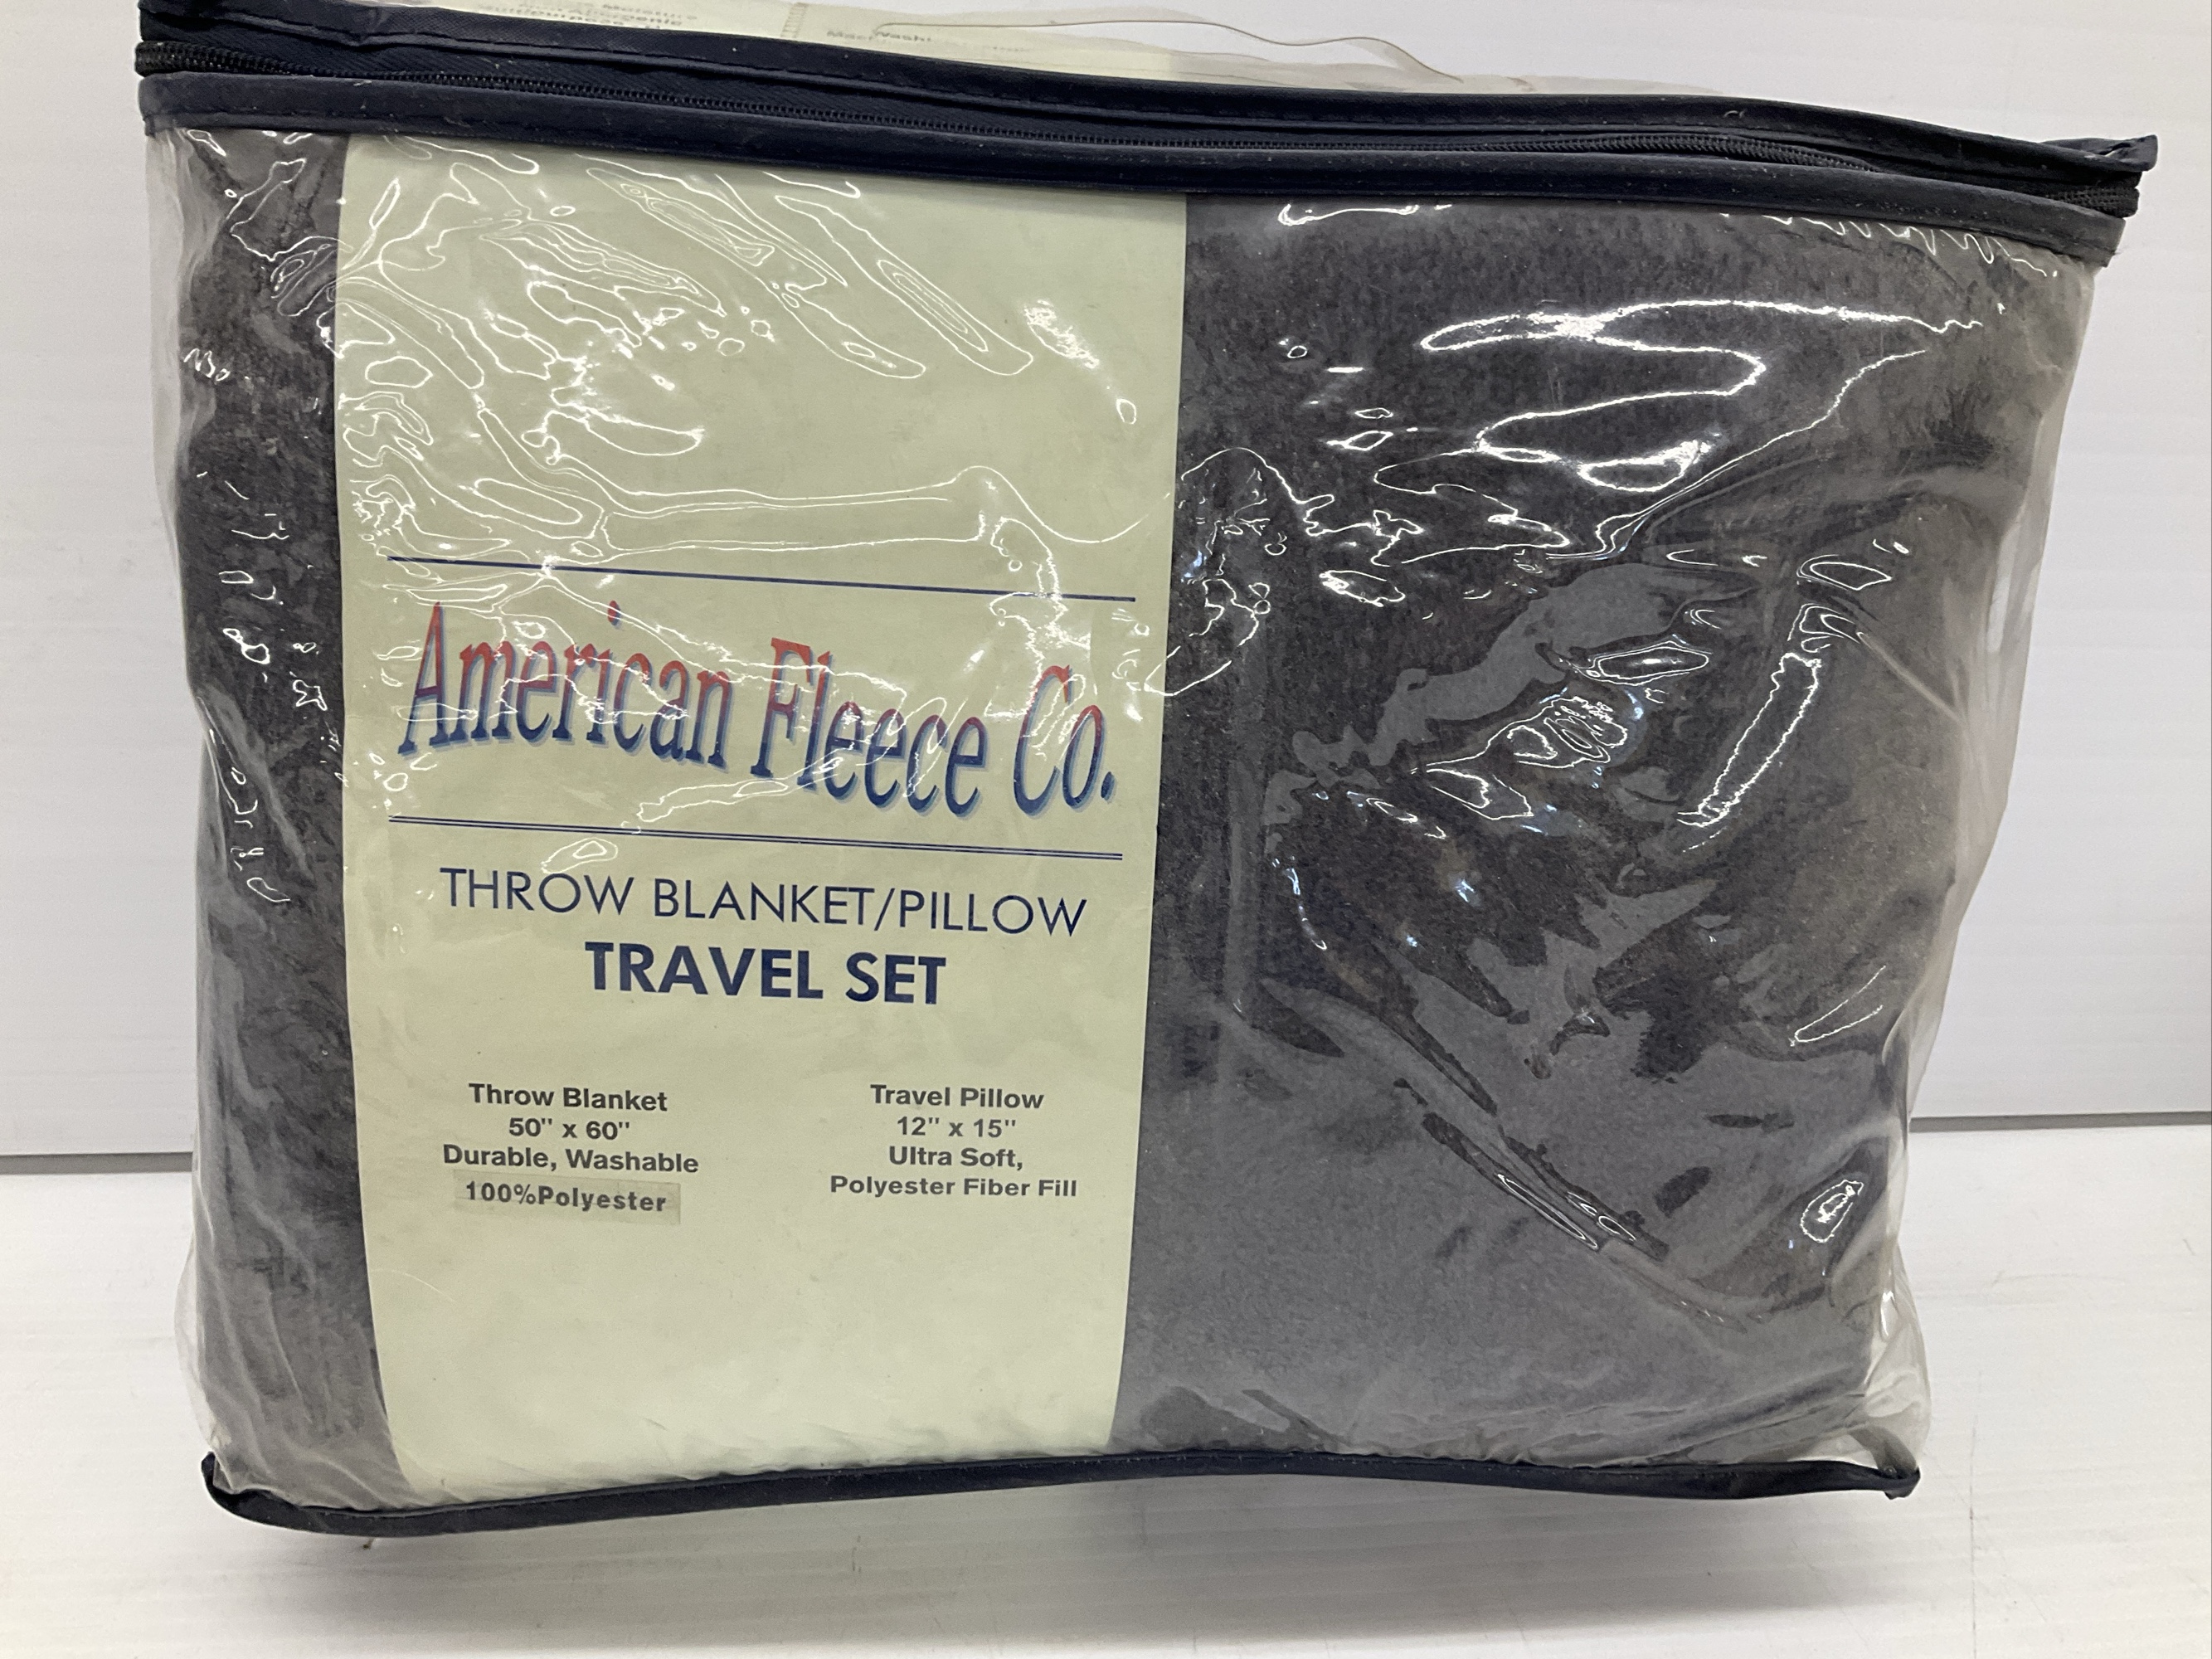 Multipurpose
American Fleece Co.
THROW BLANKET/PILLOW
TRAVEL SET
Throw Blanket
50" x 60"
Durable, Washable
100%Polyester
Travel Pillow
12" x 15"
Ultra Soft,
Polyester Fiber Fill